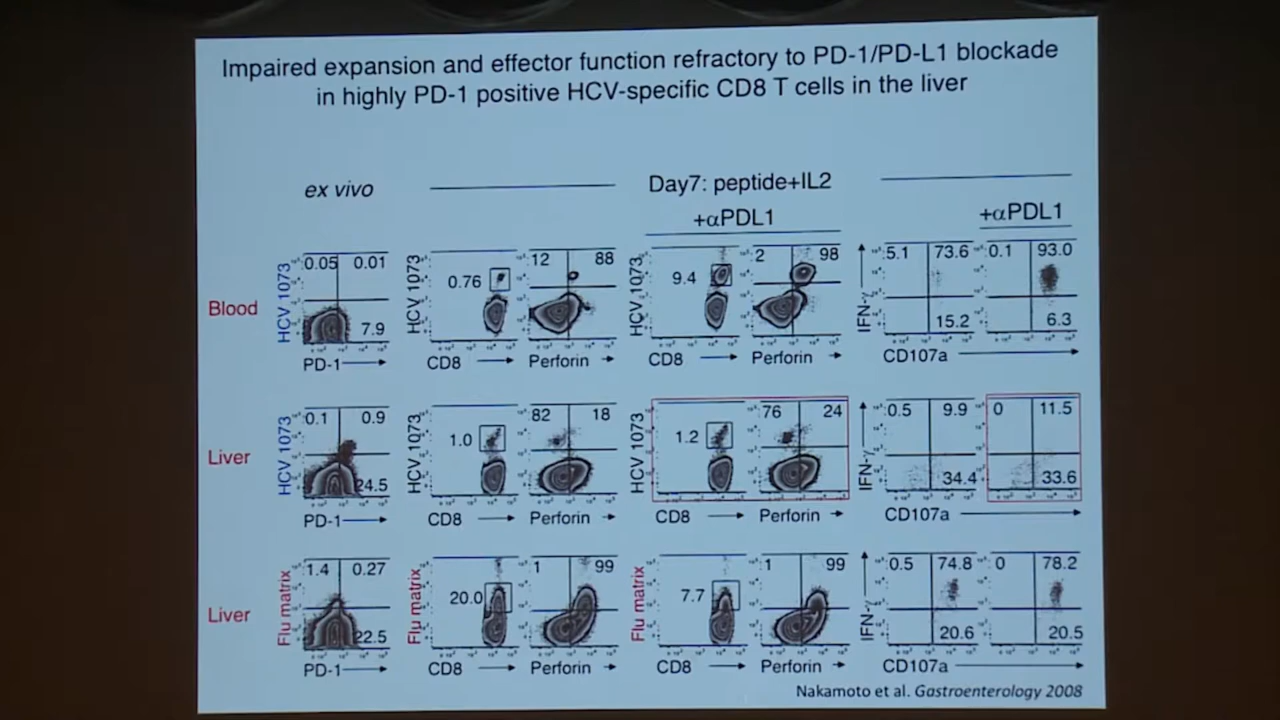 Impaired expansion and effector function refractory to PD-1/PD-L1 blockade
in highly PD-1 positive HCV-specific CD8 T cells in the liver
ex vivo
Day7: peptide+IL2
+αPDL1
+αPDL1
Blood
HCV 1073
0.05 0.01
7.9
PD-1
HCV 1073
0.76
CD8
12 88
Perforin
HCV 1073
9.4
CD8
2 98
Perforin
IFN-γ
5.1 73.6
15.2
0.1 93.0
6.3
CD107a
Liver
HCV 1073
0.1 0.9
24.5
PD-1
HCV 1073
1.0
CD8
82 18
Perforin
HCV 1073
1.2
CD8
76 24
Perforin
IFN-γ
0.5 9.9
34.4
0 11.5
33.6
CD107a
Liver
Flu matrix
1.4 0.27
22.5
PD-1
Flu matrix
20.0
CD8
1 99
Perforin
Flu matrix
7.7
CD8
1 99
Perforin
IFN-γ
0.5 74.8
20.6
0 78.2
20.5
CD107a
Nakamoto et al. Gastroenterology 2008